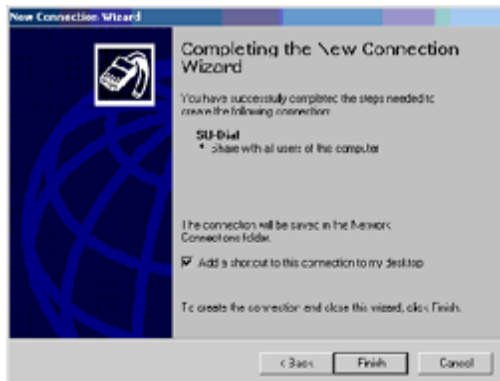 New Connection Wizard
Completing the New Connection
Wizard
You have successfully completed the steps needed to
create the following connection:
SU-Dial
* Share with all users of this computer
The connection will be saved in the Network
Connections folder.
Add a shortcut to this connection to my desktop
To create the connection and close this wizard, click Finish.
< Back
Finish
Cancel